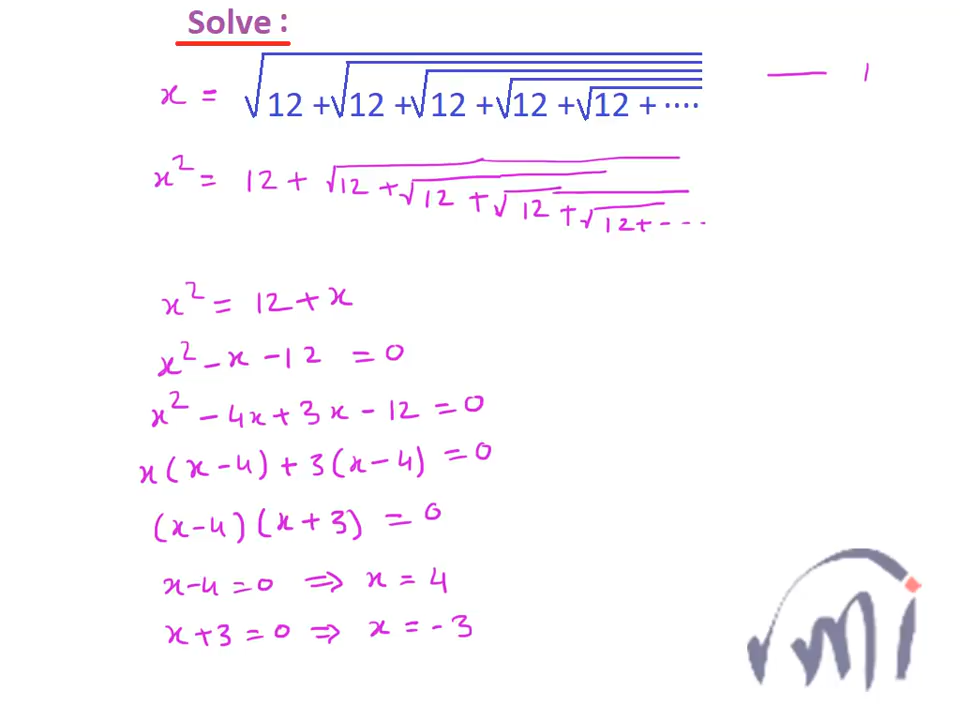 Solve :
x = √12 + √12 + √12 + √12 + √12 + ···· — 1
x² = 12 + √12 + √12 + √12 + √12 + - - -
x² = 12 + x
x² - x - 12 = 0
x² - 4x + 3x - 12 = 0
x(x - 4) + 3(x - 4) = 0
(x - 4)(x + 3) = 0
x - 4 = 0 ⇒ x = 4
x + 3 = 0 ⇒ x = - 3
vmi